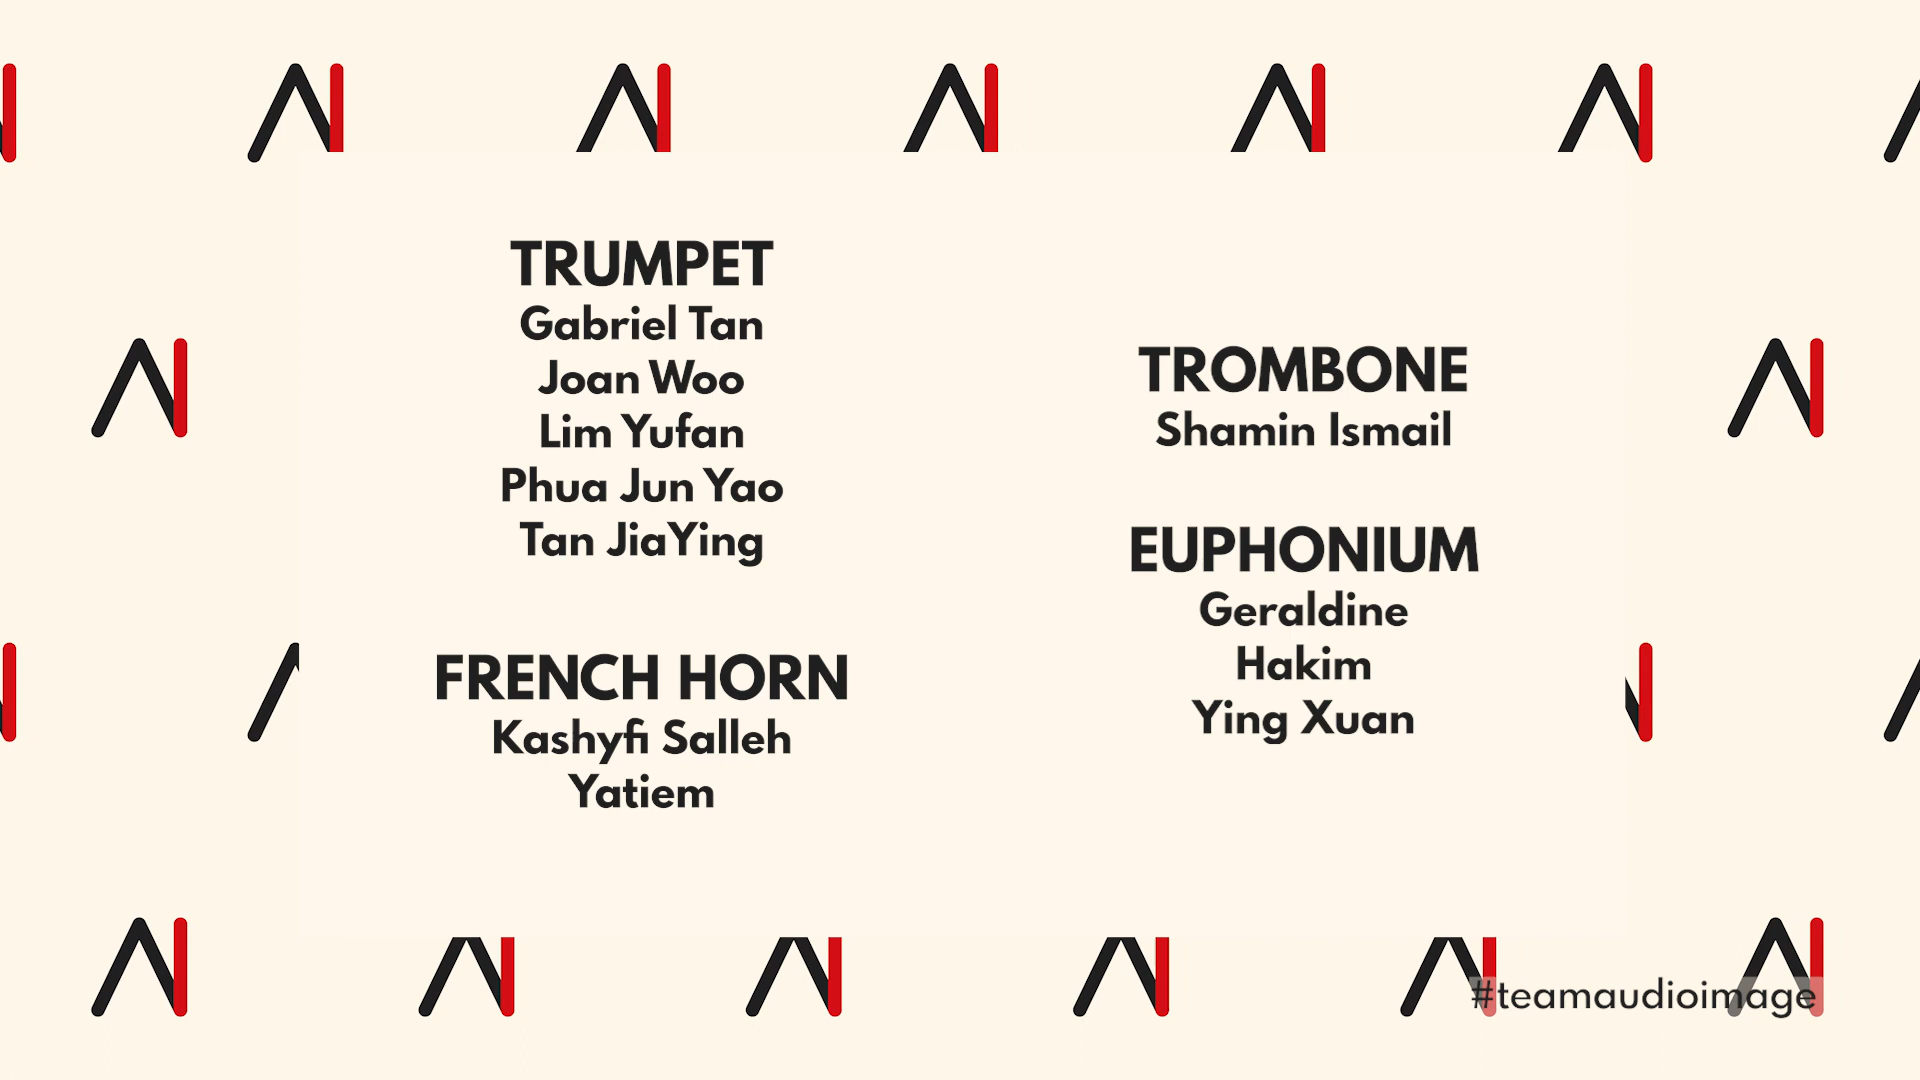 TRUMPET
Gabriel Tan
Joan Woo
Lim Yufan
Phua Jun Yao
Tan JiaYing
FRENCH HORN
Kashyfi Salleh
Yatiem
TROMBONE
Shamin Ismail
EUPHONIUM
Geraldine
Hakim
Ying Xuan
#teamaudioimage